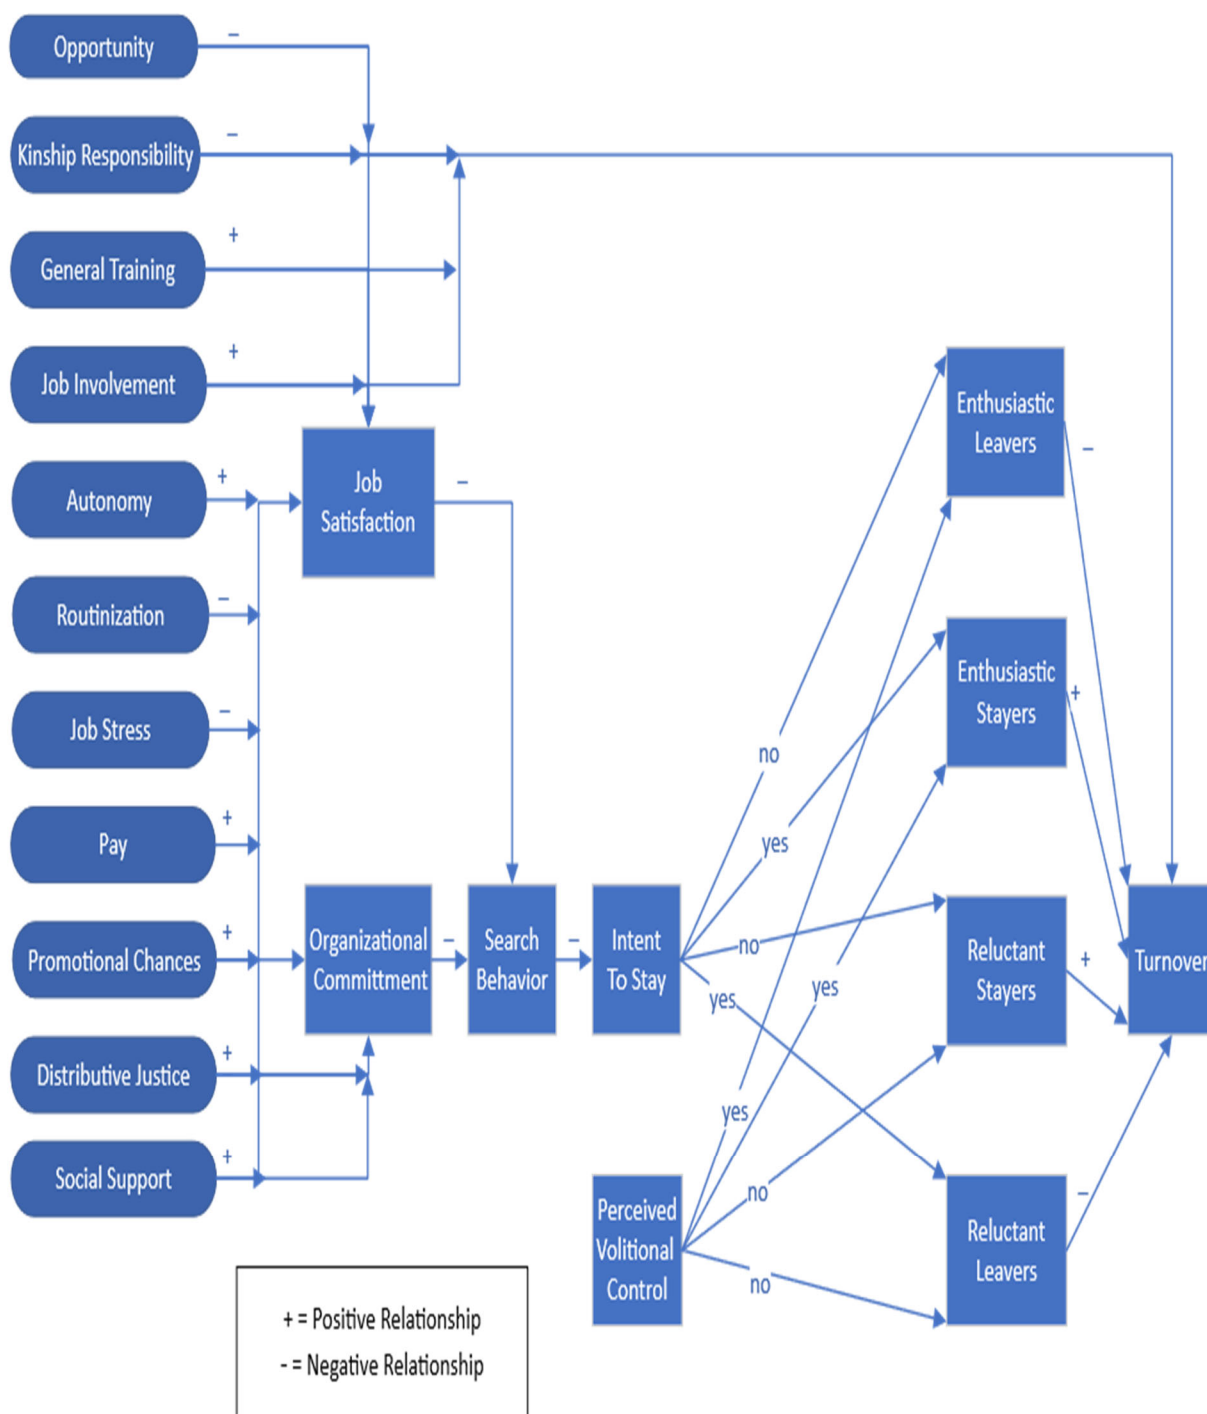 Opportunity
–
Kinship Responsibility
–
General Training
+
Job Involvement
+
Autonomy
+
Routinization
–
Job Stress
–
Pay
+
Promotional Chances
+
Distributive Justice
+
Social Support
+
Job
Satisfaction
–
Organizational
Committment
–
Search
Behavior
–
Intent
To Stay
no
yes
no
yes
Perceived
Volitional
Control
yes
yes
no
no
Enthusiastic
Leavers
–
Enthusiastic
Stayers
+
Reluctant
Stayers
+
Reluctant
Leavers
–
Turnover
+ = Positive Relationship
- = Negative Relationship